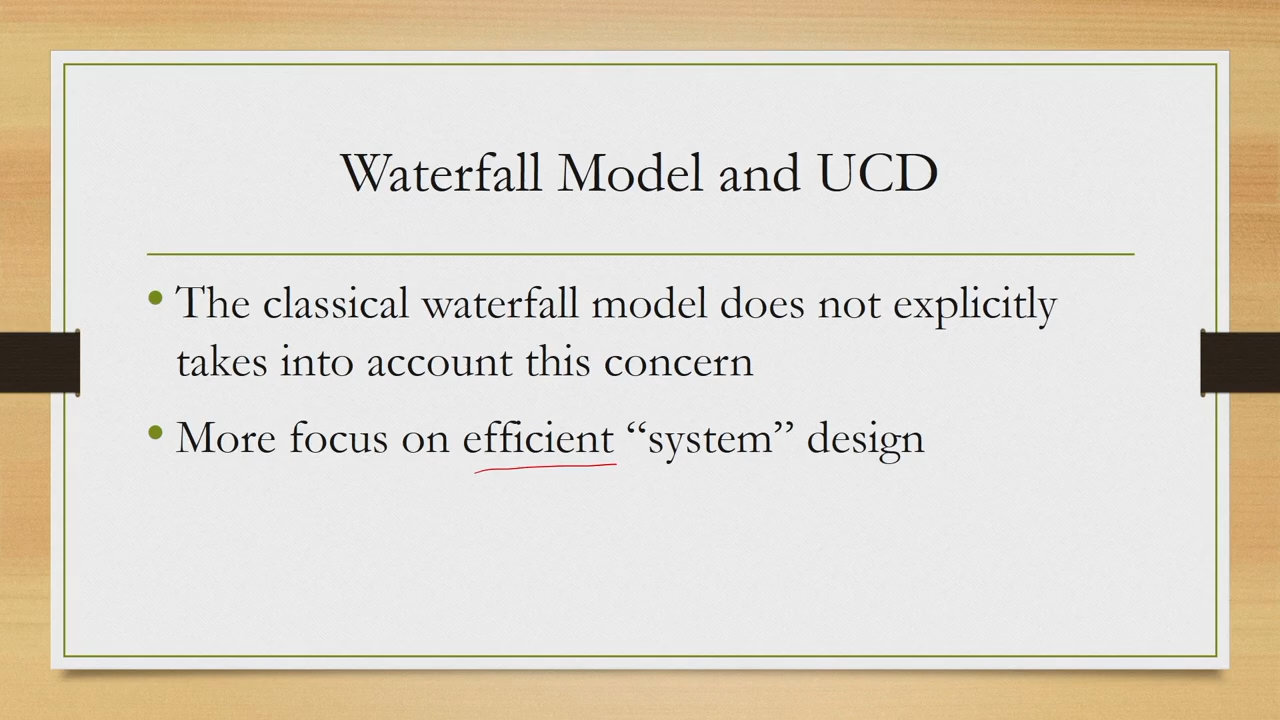 Waterfall Model and UCD
• The classical waterfall model does not explicitly
takes into account this concern
• More focus on efficient “system” design